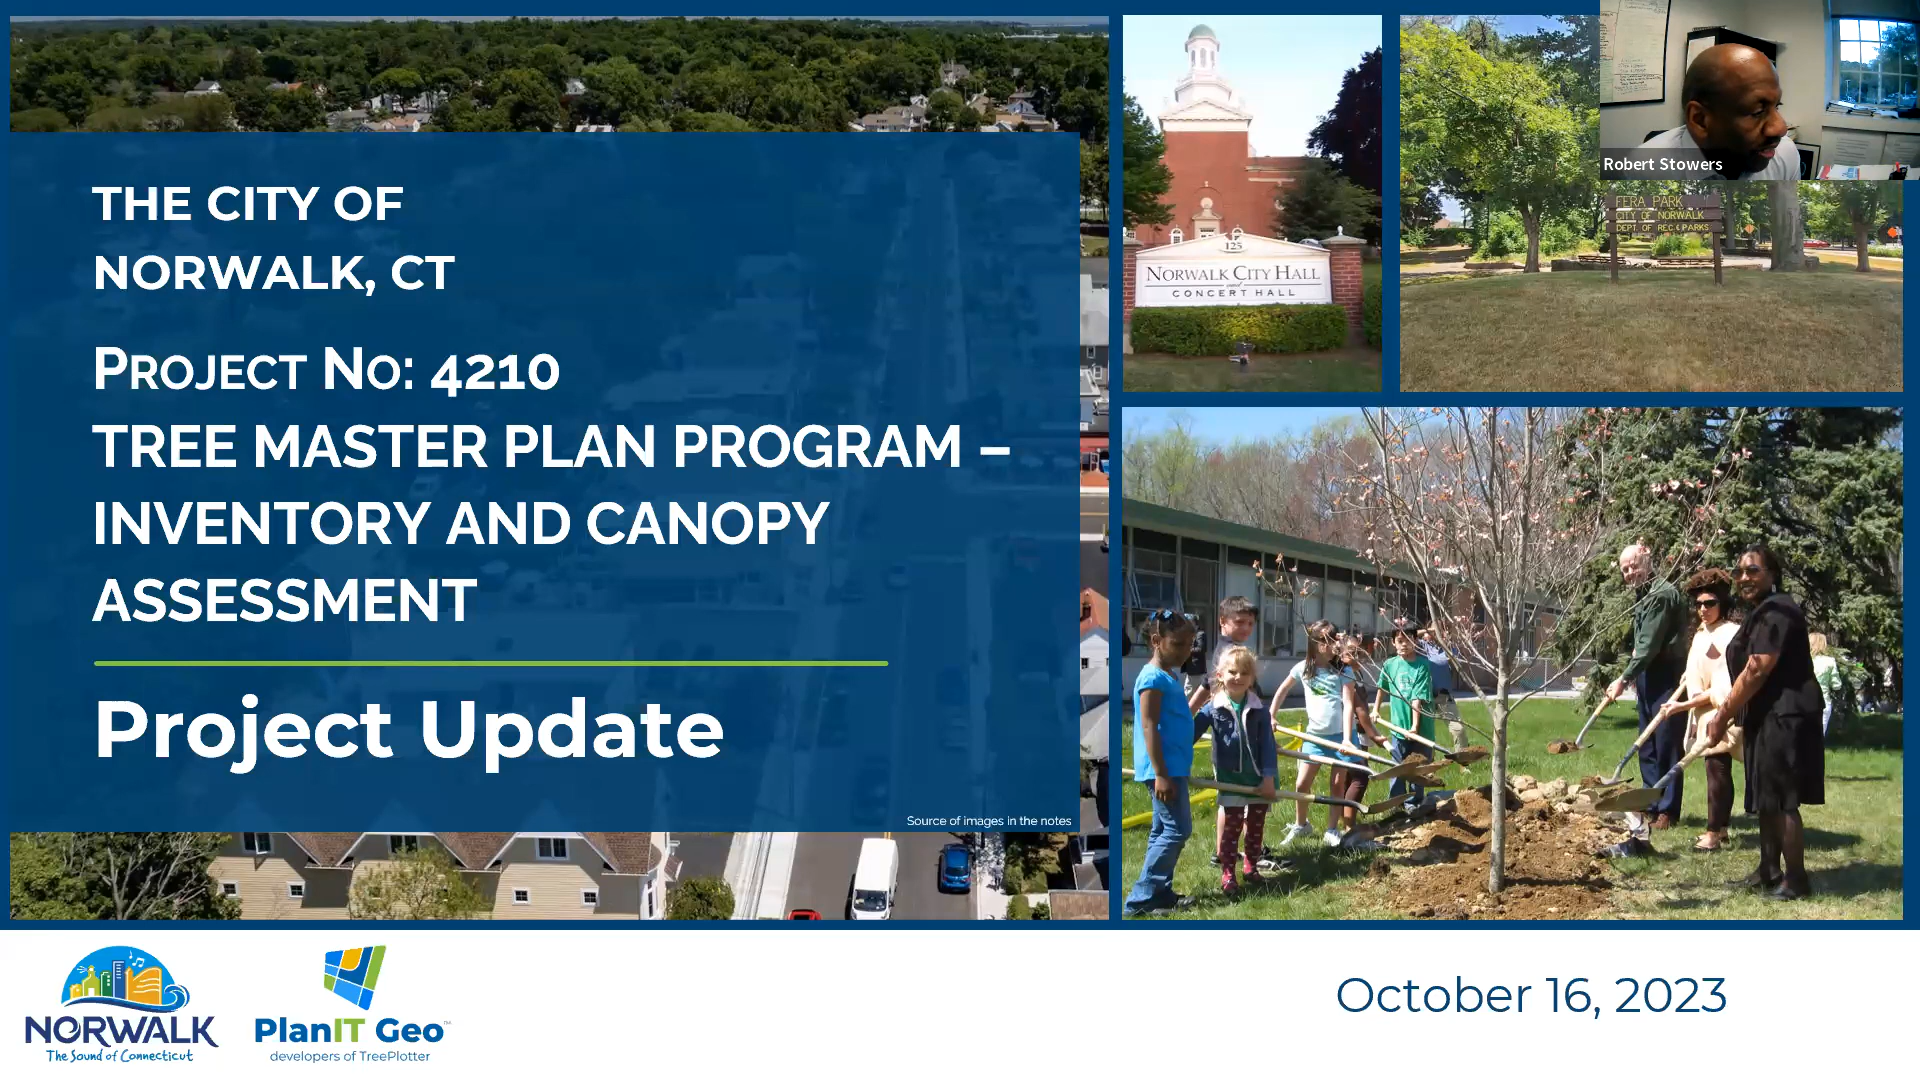 THE CITY OF
NORWALK, CT
PROJECT NO: 4210
TREE MASTER PLAN PROGRAM –
INVENTORY AND CANOPY
ASSESSMENT
Project Update
Source of images in the notes
125
NORWALK CITY HALL
and
CONCERT HALL
Robert Stowers
FERA PARK
CITY OF NORWALK
DEPT. OF REC & PARKS
NORWALK
The Sound of Connecticut
PlanIT Geo™
developers of TreePlotter
October 16, 2023